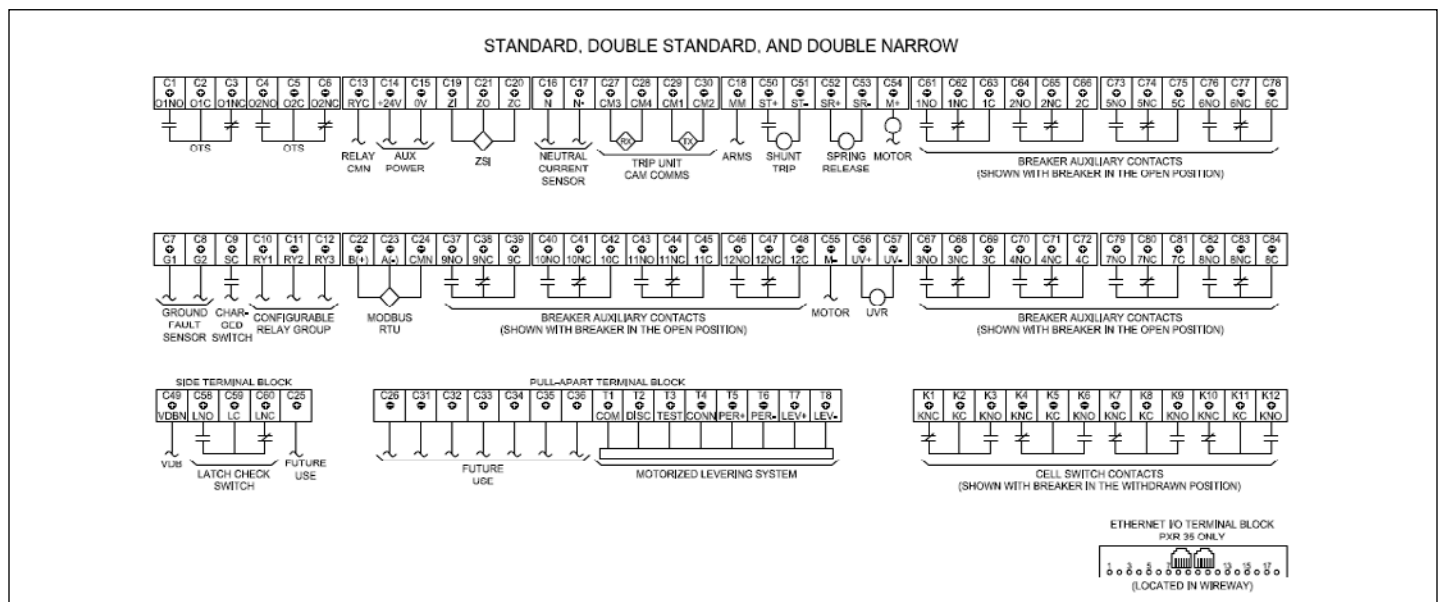 STANDARD, DOUBLE STANDARD, AND DOUBLE NARROW
C1 C2 C3 C4 C5 C6 C13 C14 C15 C19 C21 C20 C16 C17 C27 C28 C29 C30 C18 C50 C51 C52 C53 C54 C61 C62 C63 C64 C65 C66 C73 C74 C75 C76 C77 C78
O1NO O1C O1NC O2NO O2C O2NC RYC +24V 0V ZI ZO ZC N N• CM3 CM4 CM1 CM2 MM ST+ ST- SR+ SR- M+ 1NO 1NC 1C 2NO 2NC 2C 5NO 5NC 5C 6NO 6NC 6C
RX TX
OTS OTS
RELAY AUX ZSI NEUTRAL TRIP UNIT ARMS SHUNT SPRING MOTOR BREAKER AUXILIARY CONTACTS
CMN POWER CURRENT CAM COMMS TRIP RELEASE (SHOWN WITH BREAKER IN THE OPEN POSITION)
SENSOR
C7 C8 C9 C10 C11 C12 C22 C23 C24 C37 C38 C39 C40 C41 C42 C43 C44 C45 C46 C47 C48 C55 C56 C57 C67 C68 C69 C70 C71 C72 C79 C80 C81 C82 C83 C84
G1 G2 SC RY1 RY2 RY3 B(+) A(-) CMN 9NO 9NC 9C 10NO 10NC 10C 11NO 11NC 11C 12NO 12NC 12C M- UV+ UV- 3NO 3NC 3C 4NO 4NC 4C 7NO 7NC 7C 8NO 8NC 8C
GROUND CHAR- CONFIGURABLE MODBUS BREAKER AUXILIARY CONTACTS MOTOR UVR BREAKER AUXILIARY CONTACTS
FAULT GED RELAY GROUP RTU (SHOWN WITH BREAKER IN THE OPEN POSITION) (SHOWN WITH BREAKER IN THE OPEN POSITION)
SENSOR SWITCH
SIDE TERMINAL BLOCK PULL-APART TERMINAL BLOCK
C49 C58 C59 C60 C25 C26 C31 C32 C33 C34 C35 C36 T1 T2 T3 T4 T5 T6 T7 T8 K1 K2 K3 K4 K5 K6 K7 K8 K9 K10 K11 K12
VDBN LNO LC LNC COM DISC TEST CONN PER+ PER- LEV+ LEV- KNC KC KNO KNC KC KNO KNC KC KNO KNC KC KNO
VDB LATCH CHECK FUTURE FUTURE MOTORIZED LEVERING SYSTEM CELL SWITCH CONTACTS
SWITCH USE USE (SHOWN WITH BREAKER IN THE WITHDRAWN POSITION)
ETHERNET I/O TERMINAL BLOCK
PXR 35 ONLY
1 3 5 7 13 15 17
(LOCATED IN WIREWAY)